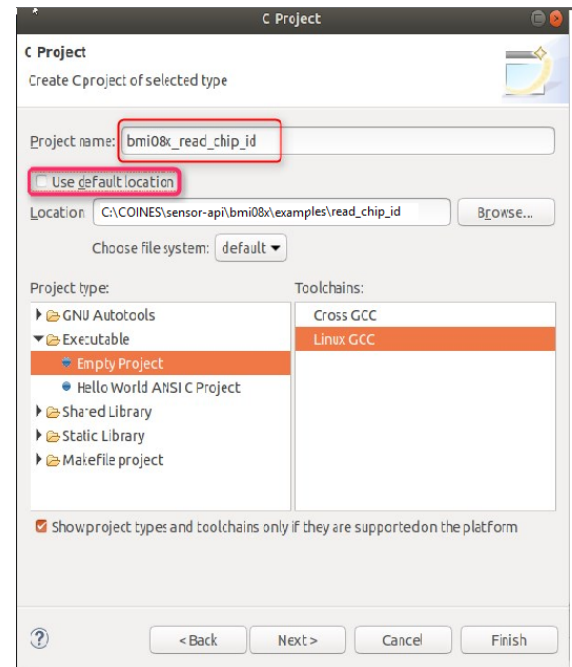 C Project
C Project
Create C project of selected type
Project name: bmi08x_read_chip_id
Use default location
Location C:\COINES\sensor-api\bmi08x\examples\read_chip_id Browse...
Choose file system: default
Project type: Toolchains:
GNU Autotools Cross GCC
Executable Linux GCC
Empty Project
Hello World ANSI C Project
Shared Library
Static Library
Makefile project
Show project types and toolchains only if they are supported on the platform
? < Back Next > Cancel Finish